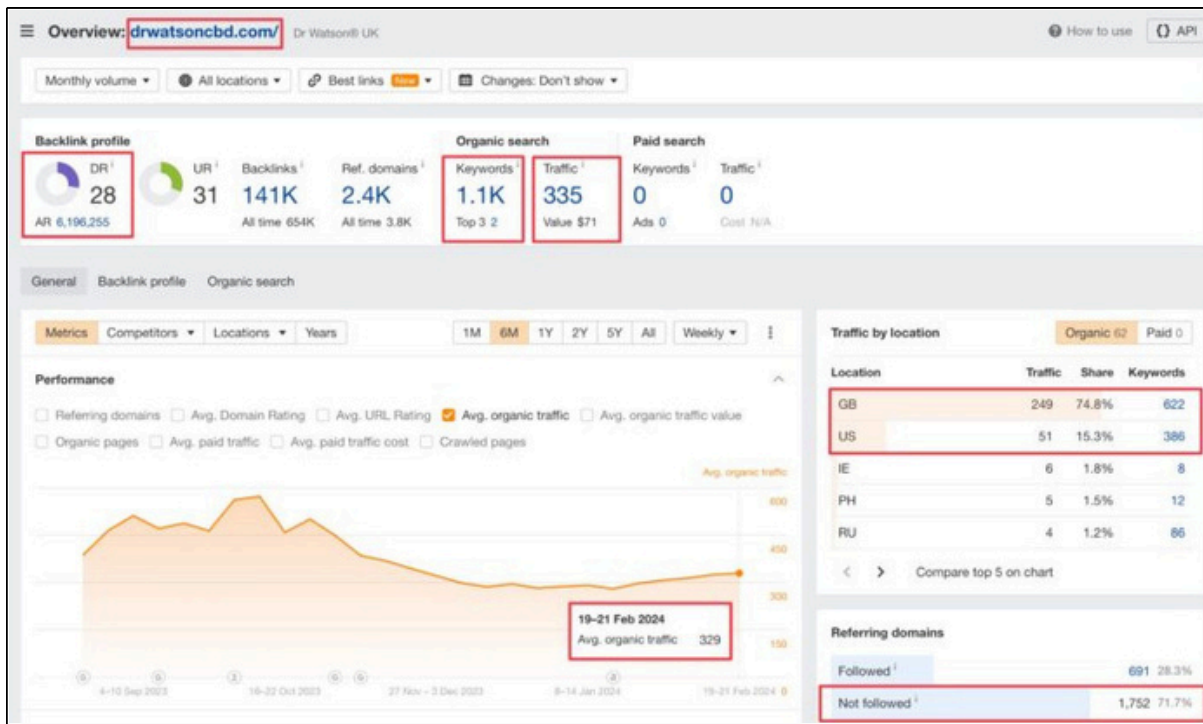 Overview: drwatsoncbd.com/ Dr Watson® UK How to use {} API
Monthly volume All locations Best links New Changes: Don't show
Backlink profile Organic search Paid search
DR UR Backlinks Ref. domains Keywords Traffic Keywords Traffic
28 31 141K 2.4K 1.1K 335 0 0
AR 6,196,255 All time 654K All time 3.8K Top 3 2 Value $71 Ads 0 Cost N/A
General Backlink profile Organic search
Metrics Competitors Locations Years 1M 6M 1Y 2Y 5Y All Weekly
Performance
Referring domains Avg. Domain Rating Avg. URL Rating Avg. organic traffic Avg. organic traffic value
Organic pages Avg. paid traffic Avg. paid traffic cost Crawled pages
Avg. organic traffic
600
450
300
150
19–21 Feb 2024
Avg. organic traffic 329
4–10 Sep 2023 16–22 Oct 2023 27 Nov – 3 Dec 2023 8–14 Jan 2024 19–21 Feb 2024 0
Traffic by location Organic 62 Paid 0
Location Traffic Share Keywords
GB 249 74.8% 622
US 51 15.3% 386
IE 6 1.8% 8
PH 5 1.5% 12
RU 4 1.2% 86
Compare top 5 on chart
Referring domains
Followed 691 28.3%
Not followed 1,752 71.7%